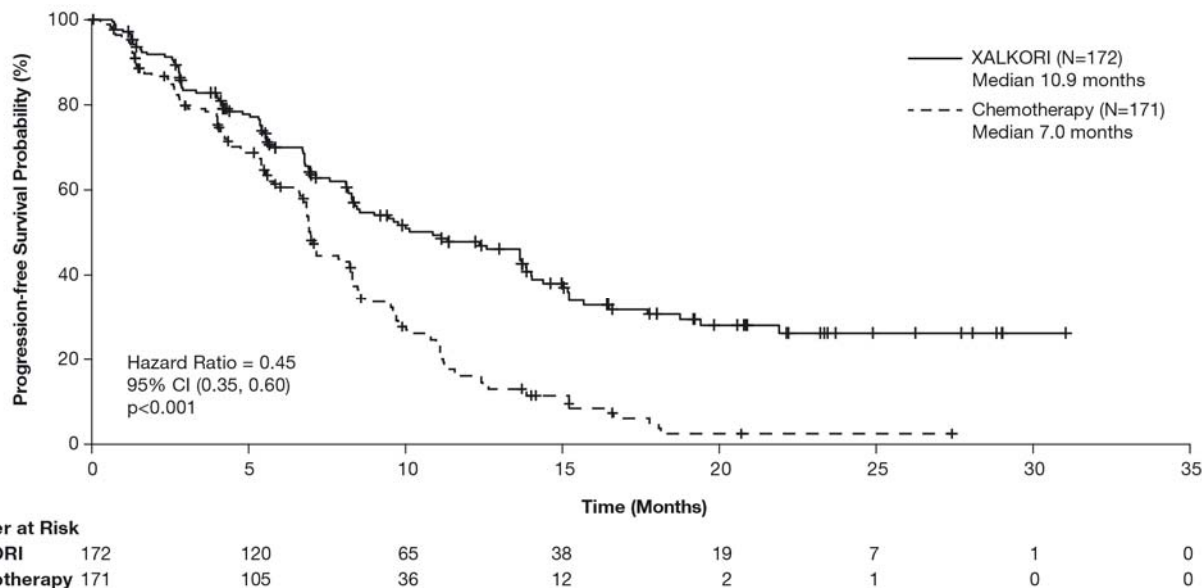 Progression-free Survival Probability (%)
100
80
60
40
20
0
XALKORI (N=172)
Median 10.9 months
Chemotherapy (N=171)
Median 7.0 months
Hazard Ratio = 0.45
95% CI (0.35, 0.60)
p<0.001
0 5 10 15 20 25 30 35
Time (Months)
er at Risk
ORI 172 120 65 38 19 7 1 0
otherapy 171 105 36 12 2 1 0 0